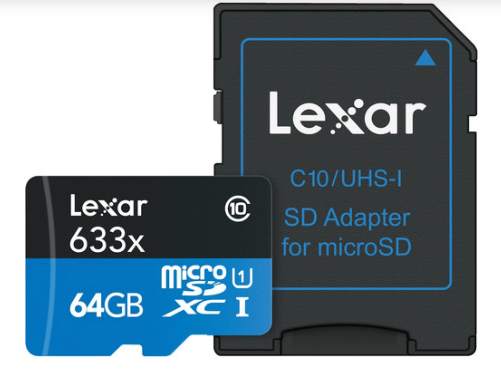 Lexar
C10/UHS-I
SD Adapter
for microSD
Lexar
10
633x
64GB
micro
SD
XC I
U1